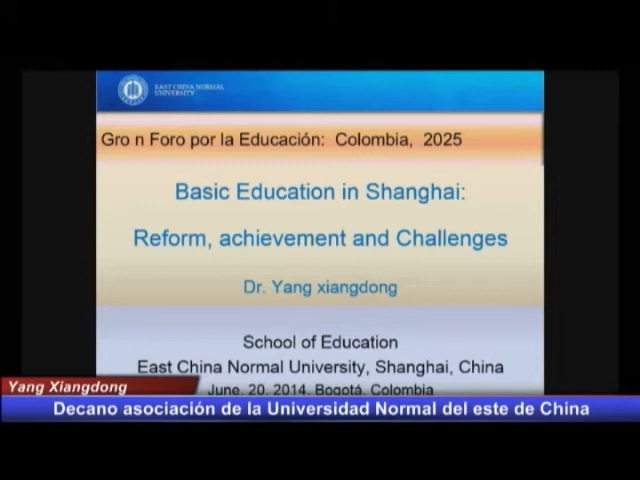 EAST CHINA NORMAL
UNIVERSITY
Gro n Foro por la Educación: Colombia, 2025
Basic Education in Shanghai:
Reform, achievement and Challenges
Dr. Yang xiangdong
School of Education
East China Normal University, Shanghai, China
June, 20, 2014, Bogotá, Colombia
Yang Xiangdong
Decano asociación de la Universidad Normal del este de China